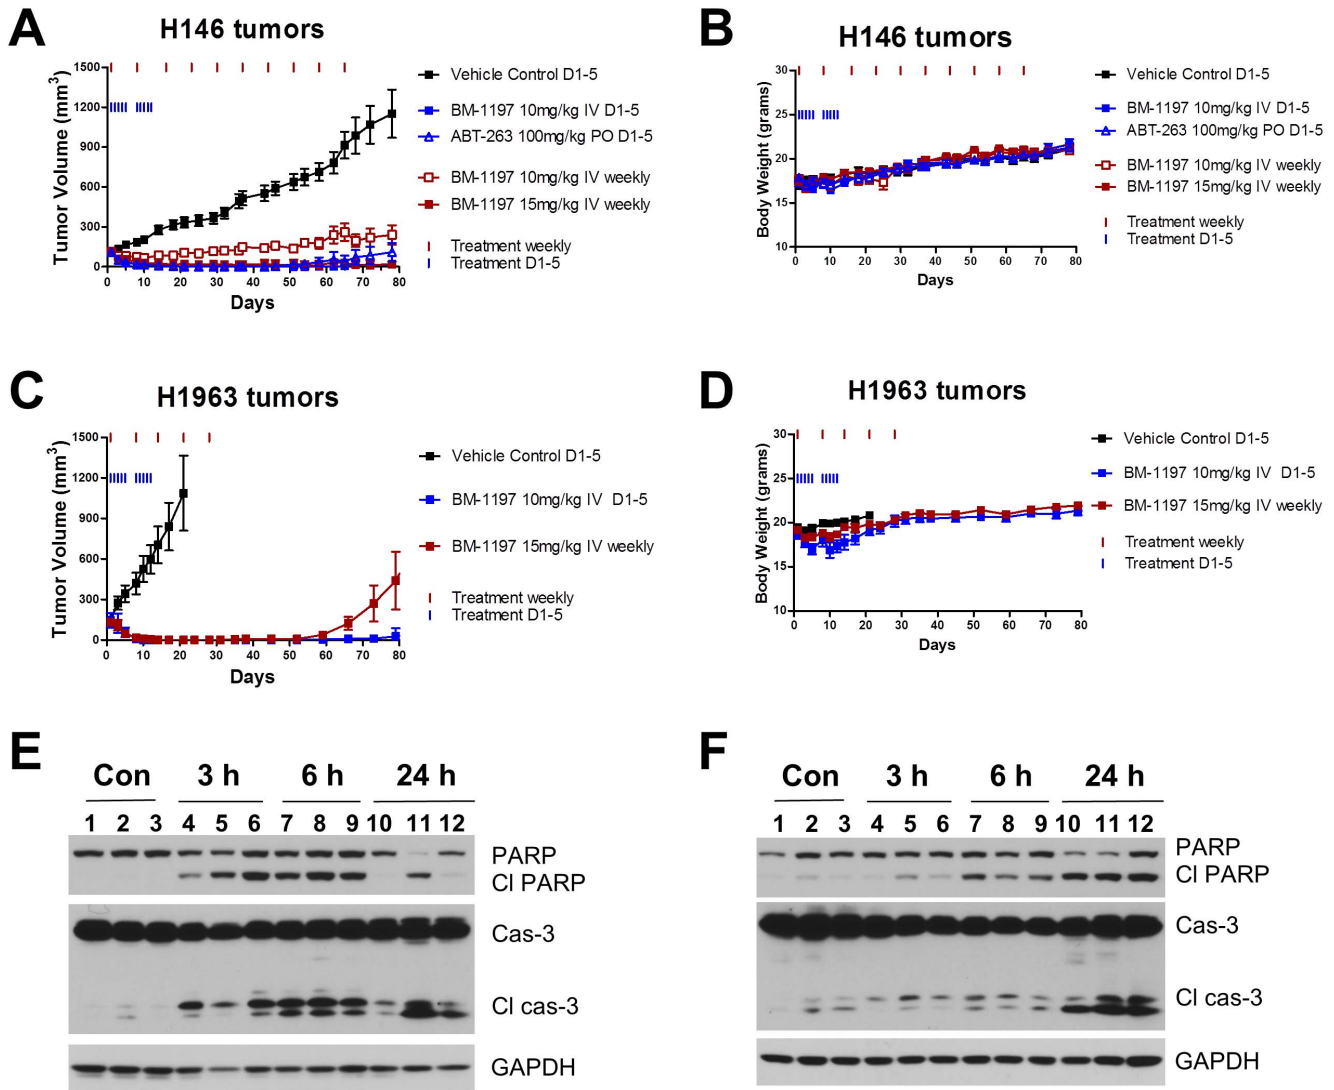 A
H146 tumors
Tumor Volume (mm3)
1500
1200
900
600
300
0
0 10 20 30 40 50 60 70 80
Days
Vehicle Control D1-5
BM-1197 10mg/kg IV D1-5
ABT-263 100mg/kg PO D1-5
BM-1197 10mg/kg IV weekly
BM-1197 15mg/kg IV weekly
Treatment weekly
Treatment D1-5
B
H146 tumors
Body Weight (grams)
30
25
20
15
10
0 10 20 30 40 50 60 70 80
Days
Vehicle Control D1-5
BM-1197 10mg/kg IV D1-5
ABT-263 100mg/kg PO D1-5
BM-1197 10mg/kg IV weekly
BM-1197 15mg/kg IV weekly
Treatment weekly
Treatment D1-5
C
H1963 tumors
Tumor Volume (mm3)
1500
1200
900
600
300
0
0 10 20 30 40 50 60 70 80
Days
Vehicle Control D1-5
BM-1197 10mg/kg IV D1-5
BM-1197 15mg/kg IV weekly
Treatment weekly
Treatment D1-5
D
H1963 tumors
Body Weight (grams)
30
25
20
15
10
0 10 20 30 40 50 60 70 80
Days
Vehicle Control D1-5
BM-1197 10mg/kg IV D1-5
BM-1197 15mg/kg IV weekly
Treatment weekly
Treatment D1-5
E
Con 3 h 6 h 24 h
1 2 3 4 5 6 7 8 9 10 11 12
PARP
Cl PARP
Cas-3
Cl cas-3
GAPDH
F
Con 3 h 6 h 24 h
1 2 3 4 5 6 7 8 9 10 11 12
PARP
Cl PARP
Cas-3
Cl cas-3
GAPDH